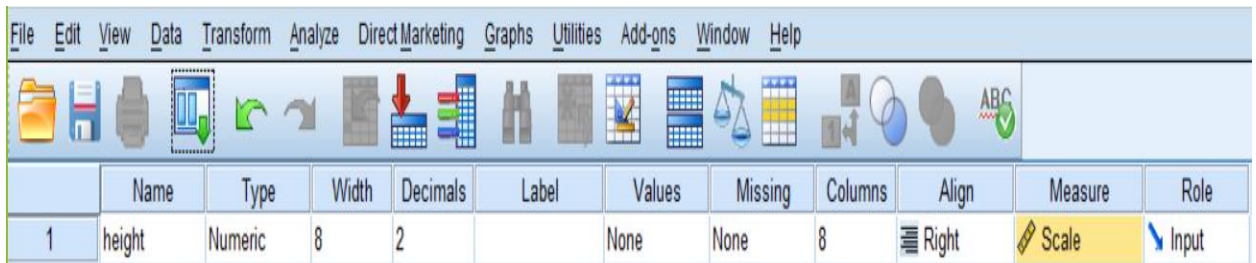 File Edit View Data Transform Analyze Direct Marketing Graphs Utilities Add-ons Window Help
A
1
ABC
Name Type Width Decimals Label Values Missing Columns Align Measure Role
1 height Numeric 8 2 None None 8 Right Scale Input